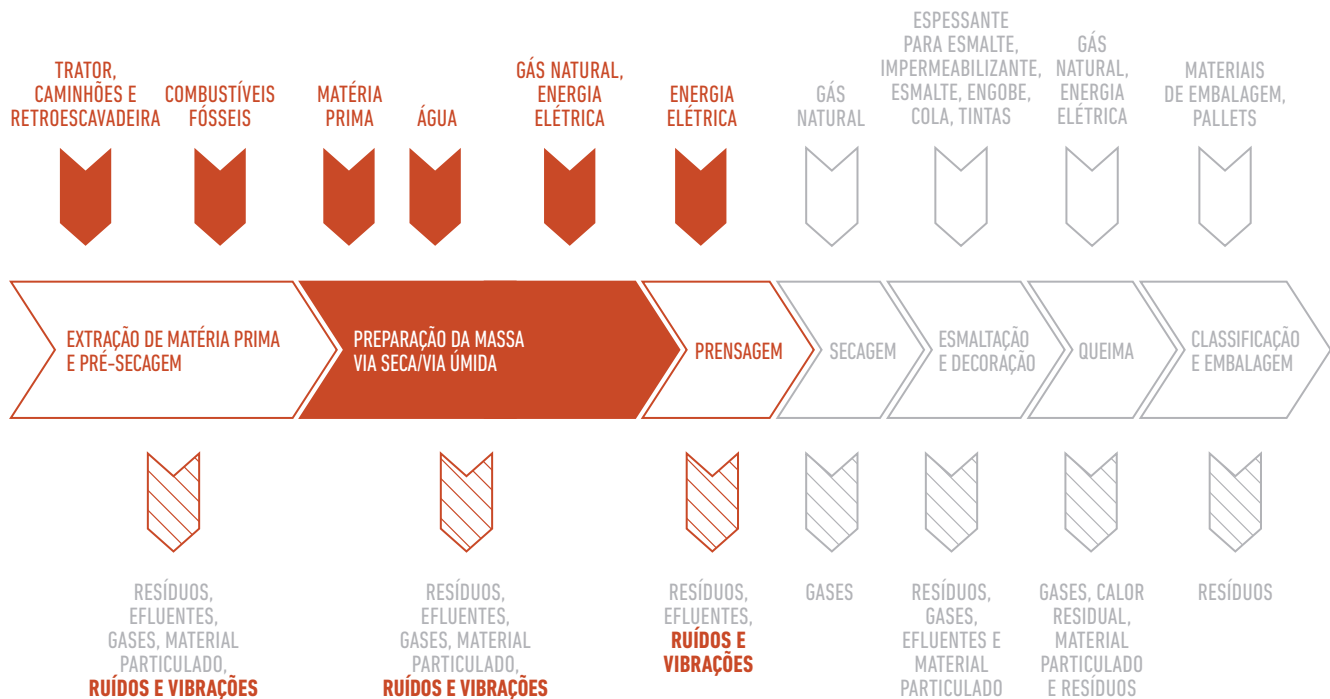 TRATOR,
CAMINHÕES E
RETROESCAVADEIRA
COMBUSTÍVEIS
FÓSSEIS
MATÉRIA
PRIMA
ÁGUA
GÁS NATURAL,
ENERGIA
ELÉTRICA
ENERGIA
ELÉTRICA
GÁS
NATURAL
ESPESSANTE
PARA ESMALTE,
IMPERMEABILIZANTE,
ESMALTE, ENGOBE,
COLA, TINTAS
GÁS
NATURAL,
ENERGIA
ELÉTRICA
MATERIAIS
DE EMBALAGEM,
PALLETS
EXTRAÇÃO DE MATÉRIA PRIMA
E PRÉ-SECAGEM
PREPARAÇÃO DA MASSA
VIA SECA/VIA ÚMIDA
PRENSAGEM
SECAGEM
ESMALTAÇÃO
E DECORAÇÃO
QUEIMA
CLASSIFICAÇÃO
E EMBALAGEM
RESÍDUOS,
EFLUENTES,
GASES, MATERIAL
PARTICULADO,
RUÍDOS E VIBRAÇÕES
RESÍDUOS,
EFLUENTES,
GASES, MATERIAL
PARTICULADO,
RUÍDOS E VIBRAÇÕES
RESÍDUOS,
EFLUENTES,
RUÍDOS E
VIBRAÇÕES
GASES
RESÍDUOS,
GASES,
EFLUENTES E
MATERIAL
PARTICULADO
GASES, CALOR
RESIDUAL,
MATERIAL
PARTICULADO
E RESÍDUOS
RESÍDUOS